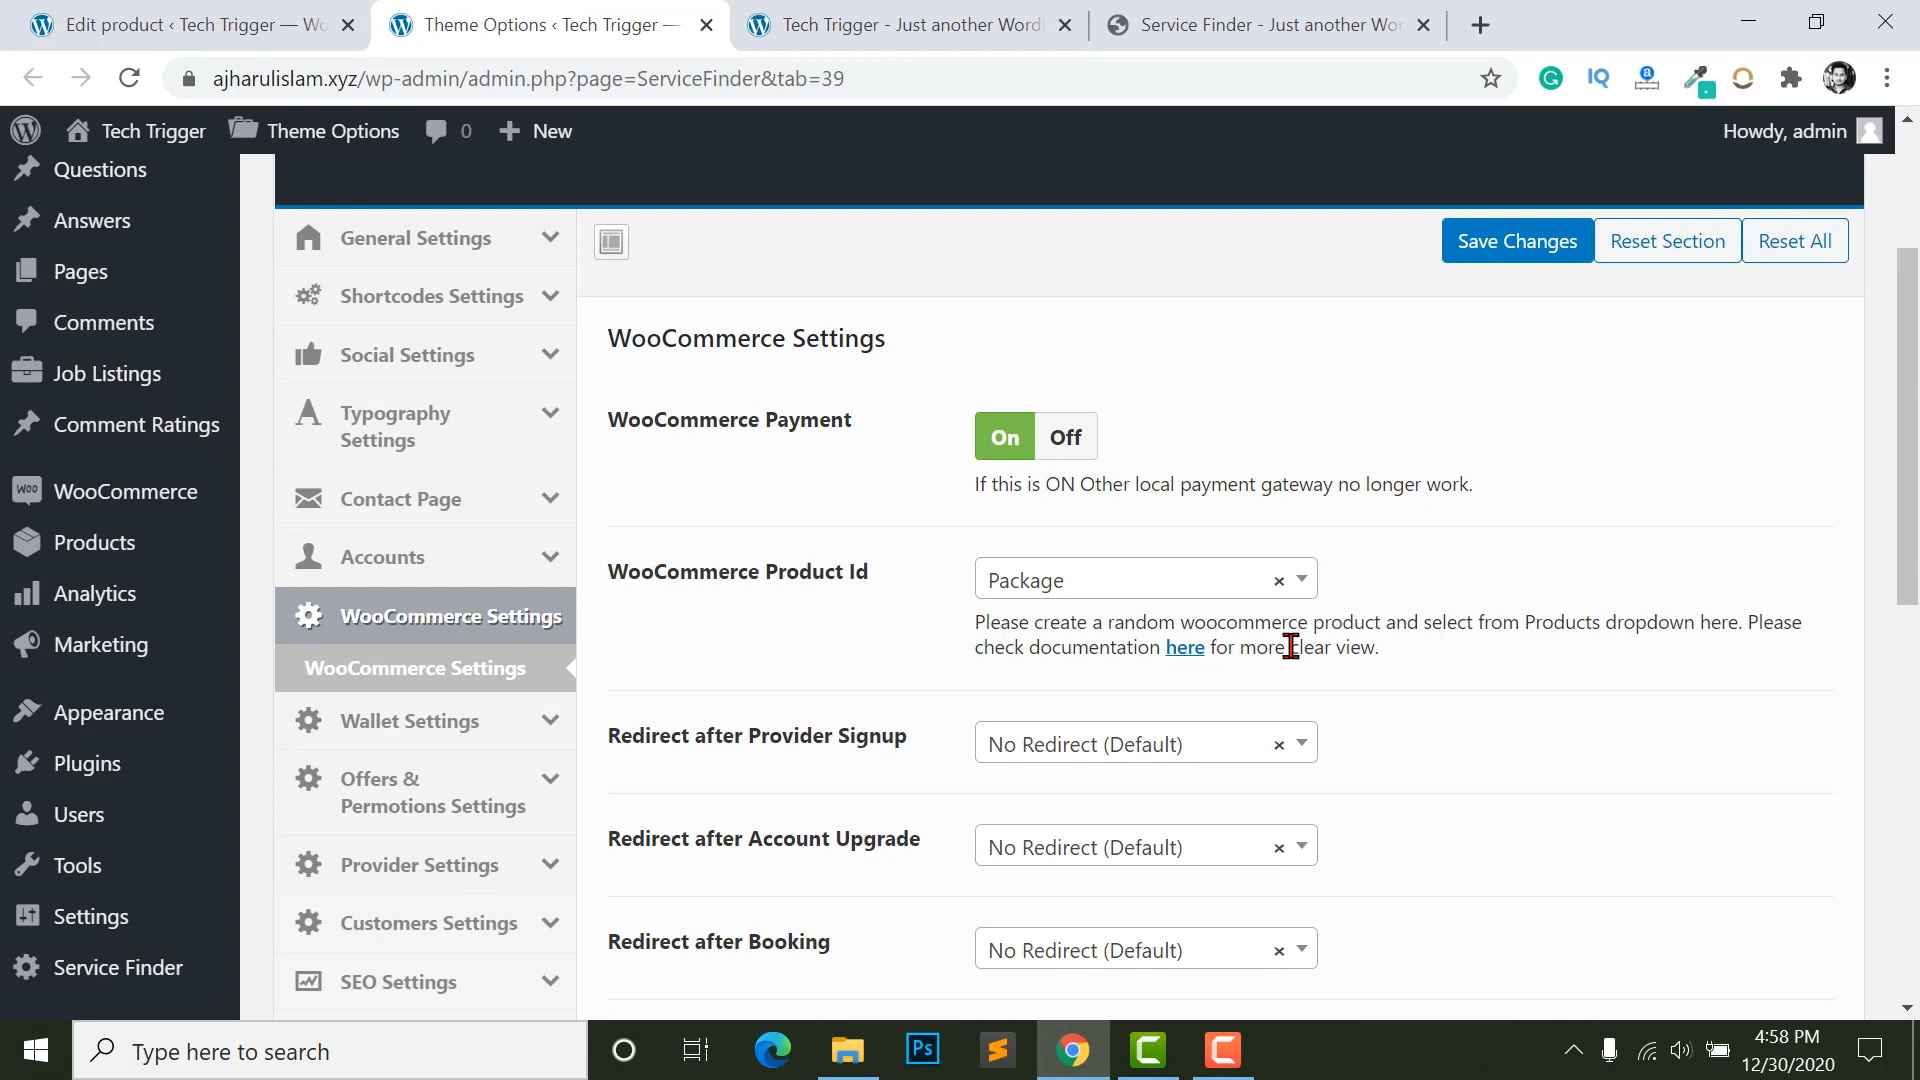 Edit product ‹ Tech Trigger — Wo
Theme Options ‹ Tech Trigger —
Tech Trigger - Just another Word
Service Finder - Just another Wor
ajharulislam.xyz/wp-admin/admin.php?page=ServiceFinder&tab=39
Tech Trigger
Theme Options
0
New
Howdy, admin
Questions
Answers
Pages
Comments
Job Listings
Comment Ratings
WooCommerce
Products
Analytics
Marketing
Appearance
Plugins
Users
Tools
Settings
Service Finder
General Settings
Shortcodes Settings
Social Settings
Typography
Settings
Contact Page
Accounts
WooCommerce Settings
WooCommerce Settings
Wallet Settings
Offers &
Permotions Settings
Provider Settings
Customers Settings
SEO Settings
Save Changes
Reset Section
Reset All
WooCommerce Settings
WooCommerce Payment
On
Off
If this is ON Other local payment gateway no longer work.
WooCommerce Product Id
Package
Please create a random woocommerce product and select from Products dropdown here. Please
check documentation here for more clear view.
Redirect after Provider Signup
No Redirect (Default)
Redirect after Account Upgrade
No Redirect (Default)
Redirect after Booking
No Redirect (Default)
Type here to search
Ps
4:58 PM
12/30/2020